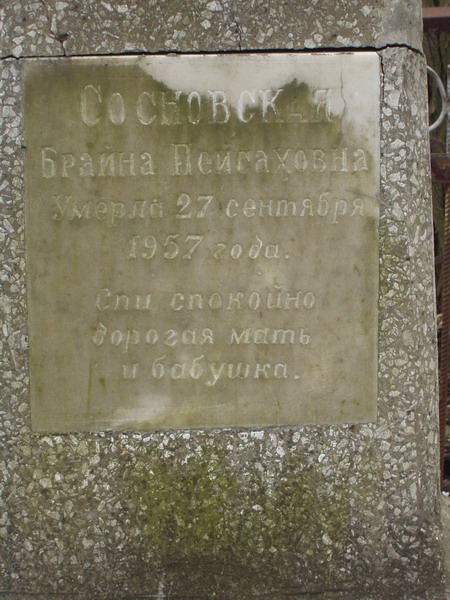 Сосновская
Брайна Пейсаховна
Умерла 27 сентября
1957 года.
Спи спокойно
дорогая мать
и бабушка.